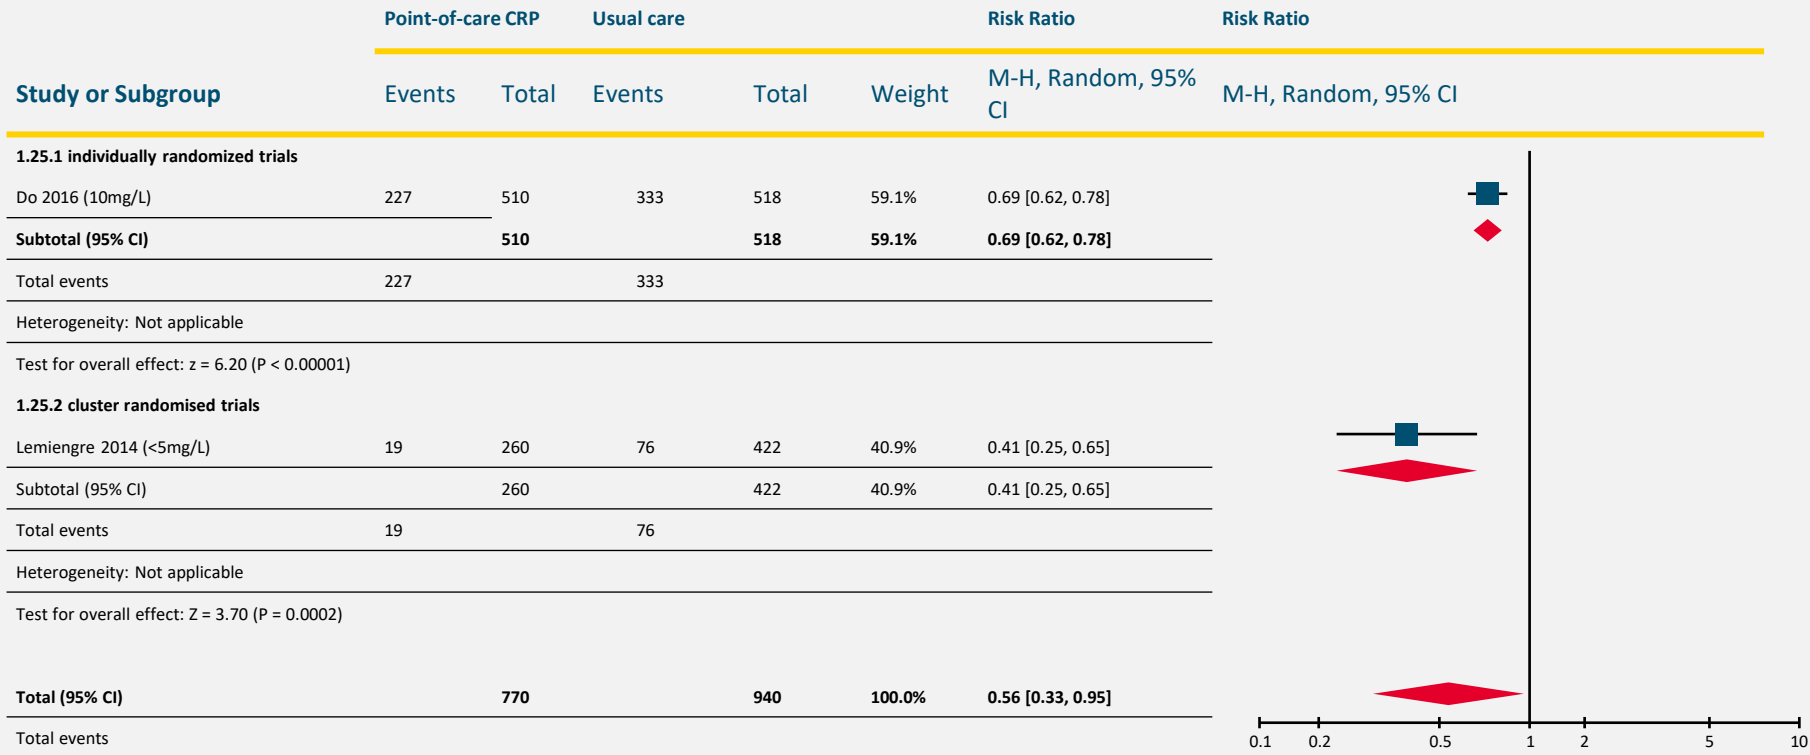 Point-of-care CRP Usual care Risk Ratio Risk Ratio
Study or Subgroup Events Total Events Total Weight M-H, Random, 95% CI M-H, Random, 95% CI
1.25.1 individually randomized trials
Do 2016 (10mg/L) 227 510 333 518 59.1% 0.69 [0.62, 0.78]
Subtotal (95% CI) 510 518 59.1% 0.69 [0.62, 0.78]
Total events 227 333
Heterogeneity: Not applicable
Test for overall effect: z = 6.20 (P < 0.00001)
1.25.2 cluster randomised trials
Lemiengre 2014 (<5mg/L) 19 260 76 422 40.9% 0.41 [0.25, 0.65]
Subtotal (95% CI) 260 422 40.9% 0.41 [0.25, 0.65]
Total events 19 76
Heterogeneity: Not applicable
Test for overall effect: Z = 3.70 (P = 0.0002)
Total (95% CI) 770 940 100.0% 0.56 [0.33, 0.95]
Total events
0.1 0.2 0.5 1 2 5 10